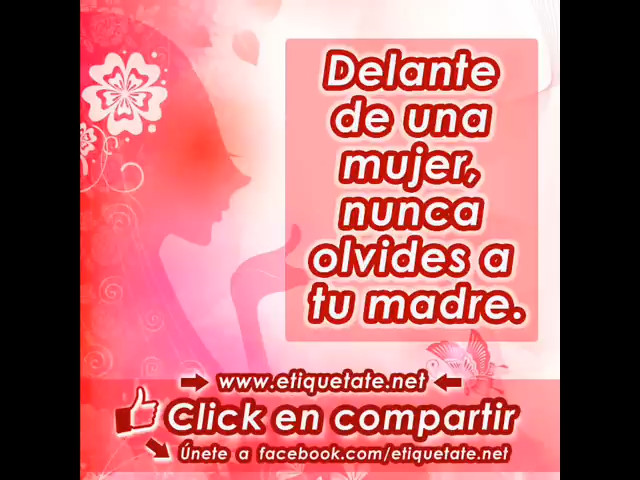 Delante
de una
mujer,
nunca
olvides a
tu madre.
www.etiquetate.net
Click en compartir
Únete a facebook.com/etiquetate.net